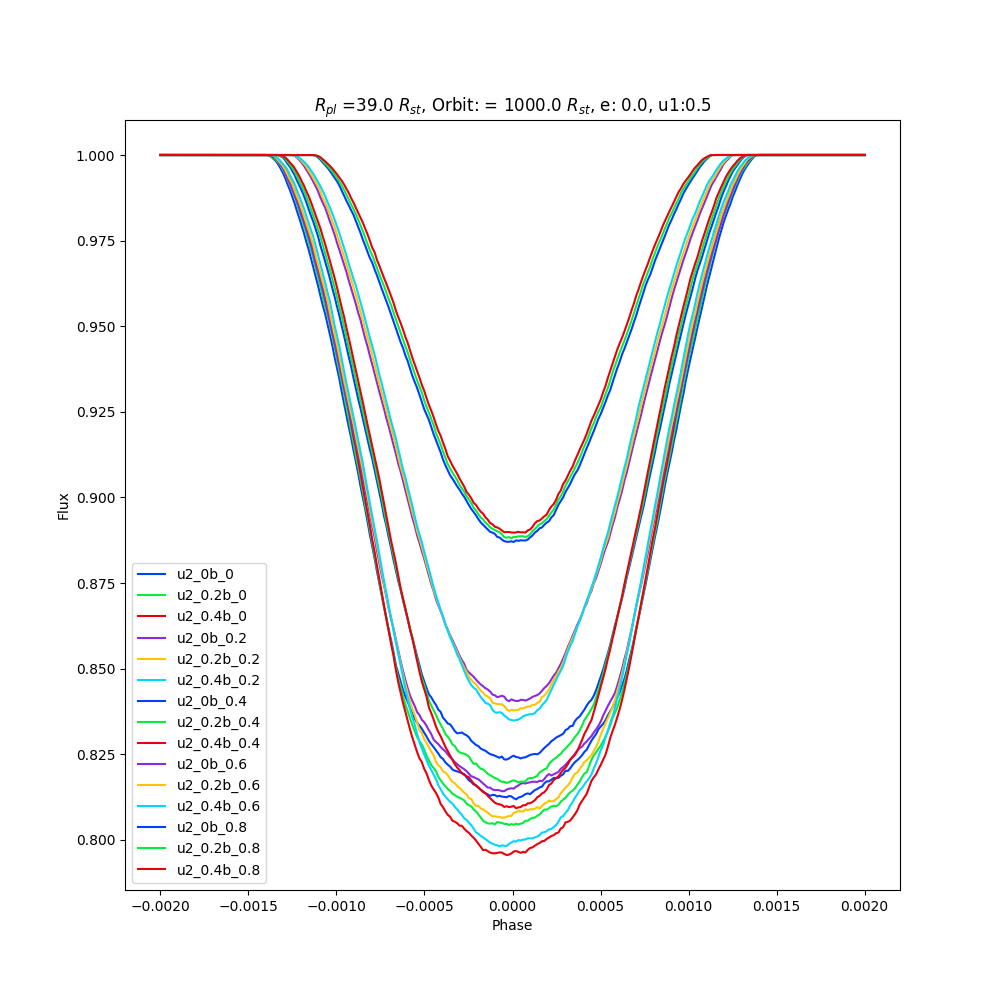 R_pl =39.0 R_st, Orbit: = 1000.0 R_st, e: 0.0, u1:0.5
1.000
0.975
0.950
0.925
0.900
0.875
0.850
0.825
0.800
Flux
u2_0b_0
u2_0.2b_0
u2_0.4b_0
u2_0b_0.2
u2_0.2b_0.2
u2_0.4b_0.2
u2_0b_0.4
u2_0.2b_0.4
u2_0.4b_0.4
u2_0b_0.6
u2_0.2b_0.6
u2_0.4b_0.6
u2_0b_0.8
u2_0.2b_0.8
u2_0.4b_0.8
−0.0020 −0.0015 −0.0010 −0.0005 0.0000 0.0005 0.0010 0.0015 0.0020
Phase